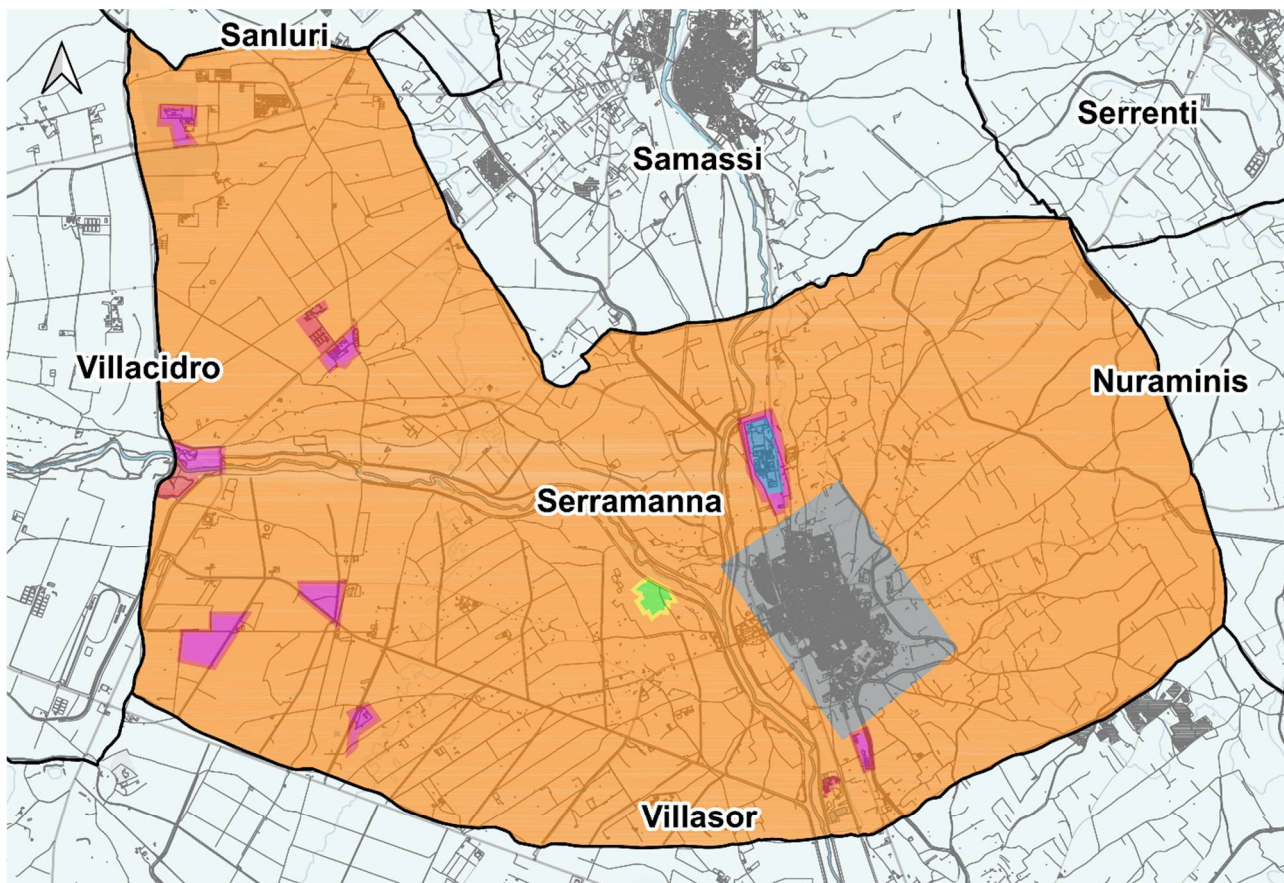 Sanluri
Serrenti
Samassi
Villacidro
Nuraminis
Serramanna
Villasor